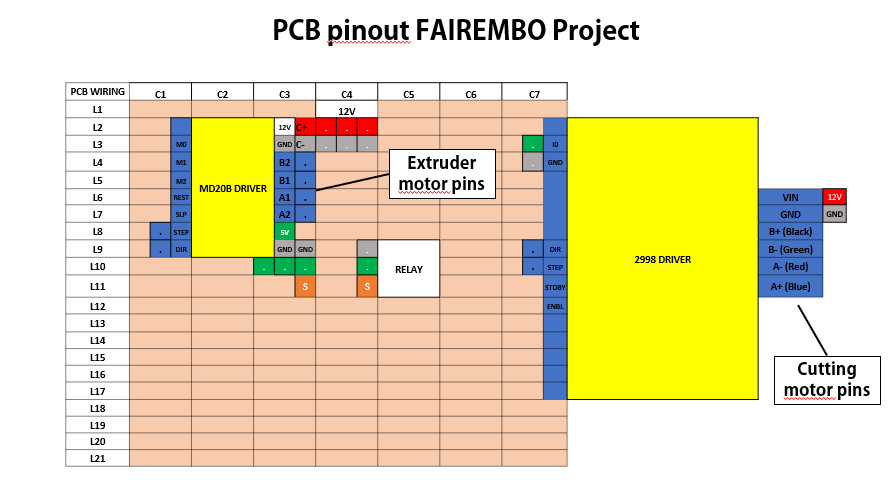 PCB pinout FAIREMBO Project
PCB WIRING C1 C2 C3 C4 C5 C6 C7
L1 12V
L2 12V C+ . . .
L3 M0 GND C- . . . . I0
L4 M1 B2 . . GND
L5 M2 B1 .
L6 REST A1 . VIN 12V
L7 SLP A2 . GND GND
L8 . STEP 5V B+ (Black)
L9 . DIR GND GND . . DIR B- (Green)
L10 . . . . . STEP A- (Red)
L11 S S STDBY A+ (Blue)
L12 ENBL
L13
L14
L15
L16
L17
L18
L19
L20
L21
MD20B DRIVER
Extruder
motor pins
RELAY
2998 DRIVER
Cutting
motor pins